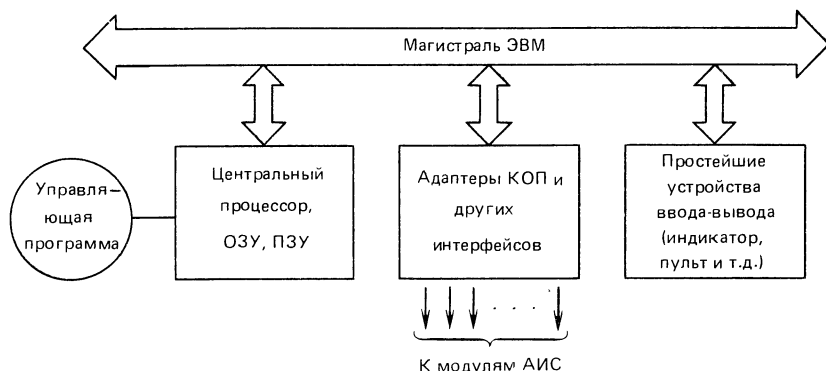 Магистраль ЭВМ
Управля-
ющая
программа
Центральный
процессор,
ОЗУ, ПЗУ
Адаптеры КОП и
других
интерфейсов
Простейшие
устройства
ввода-вывода
(индикатор,
пульт и т.д.)
. . .
К модулям АИС